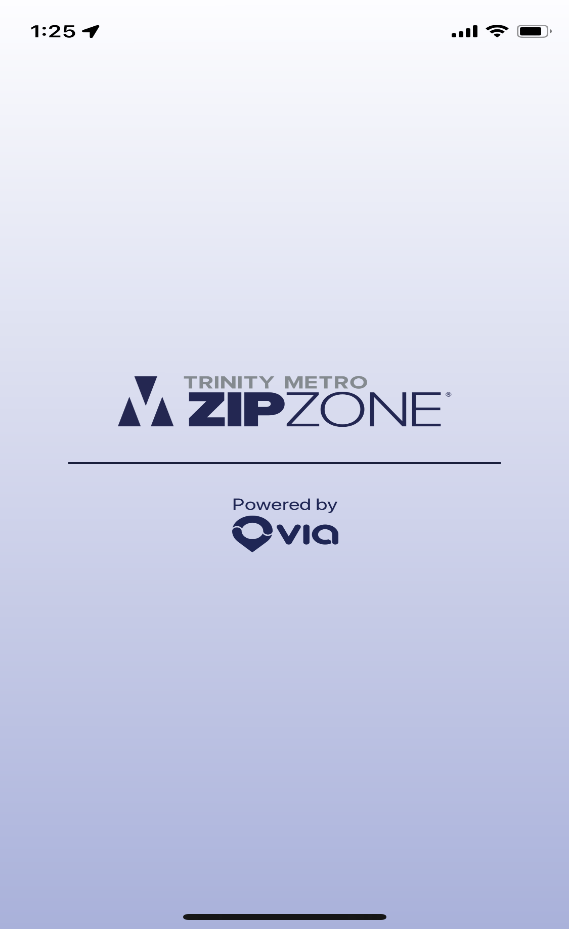 1:25
TRINITY METRO
ZIPZONE®
Powered by
via